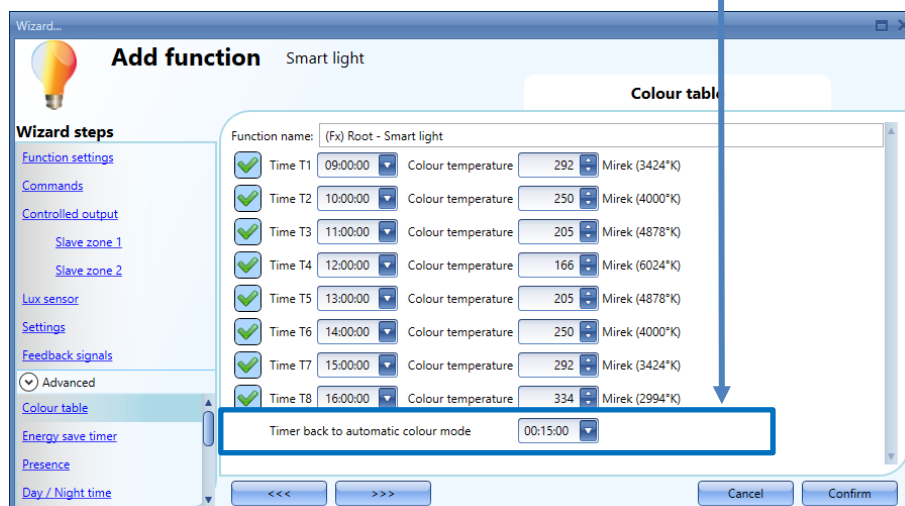 Wizard...
Add function Smart light
Colour table
Wizard steps
Function settings
Commands
Controlled output
Slave zone 1
Slave zone 2
Lux sensor
Settings
Feedback signals
Advanced
Colour table
Energy save timer
Presence
Day / Night time
Function name: (Fx) Root - Smart light
Time T1 09:00:00 Colour temperature 292 Mirek (3424°K)
Time T2 10:00:00 Colour temperature 250 Mirek (4000°K)
Time T3 11:00:00 Colour temperature 205 Mirek (4878°K)
Time T4 12:00:00 Colour temperature 166 Mirek (6024°K)
Time T5 13:00:00 Colour temperature 205 Mirek (4878°K)
Time T6 14:00:00 Colour temperature 250 Mirek (4000°K)
Time T7 15:00:00 Colour temperature 292 Mirek (3424°K)
Time T8 16:00:00 Colour temperature 334 Mirek (2994°K)
Timer back to automatic colour mode 00:15:00
<<< >>> Cancel Confirm